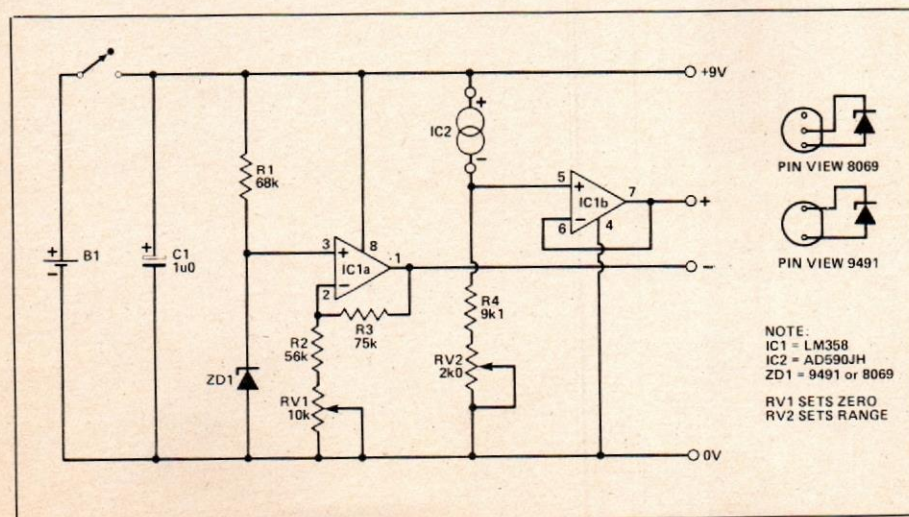 +9V
IC2
+
−
R1
68k
5
+
7
IC1b
−
6
4
+
PIN VIEW 8069
+
−
B1
+
C1
1u0
3
+
8
IC1a
1
−
2
−
PIN VIEW 9491
R3
75k
R2
56k
R4
9k1
ZD1
RV1
10k
RV2
2k0
NOTE:
IC1 = LM358
IC2 = AD590JH
ZD1 = 9491 or 8069
RV1 SETS ZERO
RV2 SETS RANGE
0V